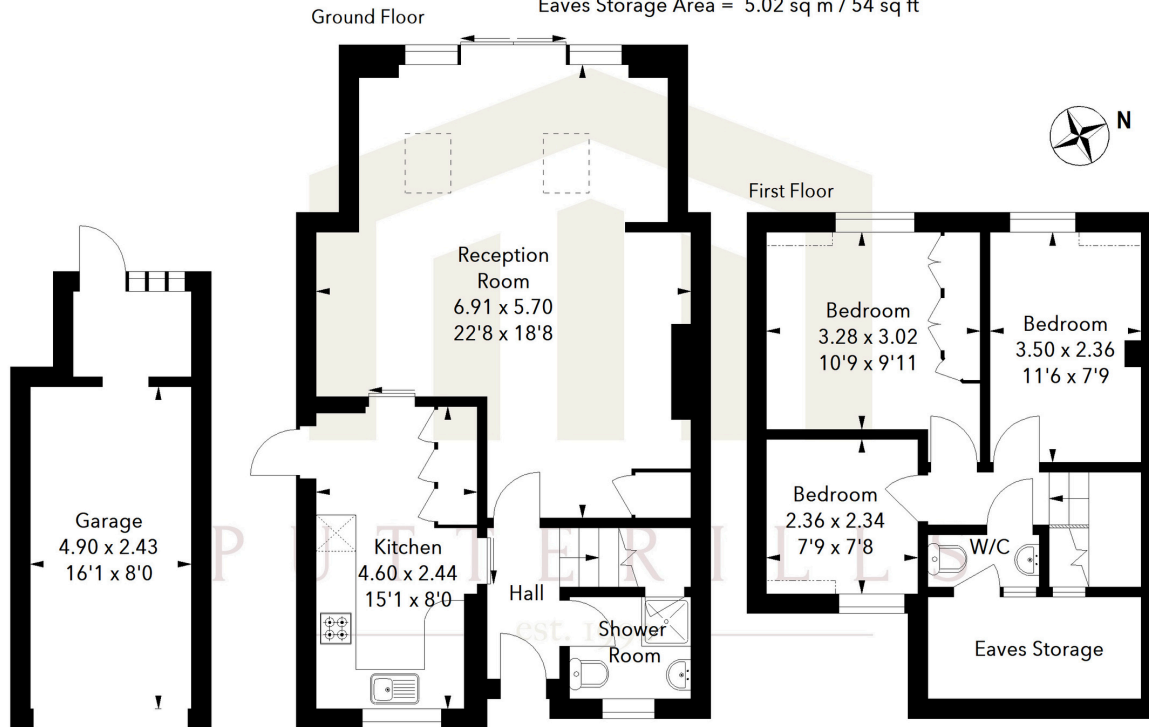 Eaves Storage Area = 5.02 sq m / 54 sq ft
Ground Floor
N
First Floor
Reception
Room
6.91 x 5.70
22'8 x 18'8
Bedroom
3.28 x 3.02
10'9 x 9'11
Bedroom
3.50 x 2.36
11'6 x 7'9
Garage
4.90 x 2.43
16'1 x 8'0
Kitchen
4.60 x 2.44
15'1 x 8'0
Hall
Shower
Room
Bedroom
2.36 x 2.34
7'9 x 7'8
W/C
Eaves Storage
PUTTERILLS
est.